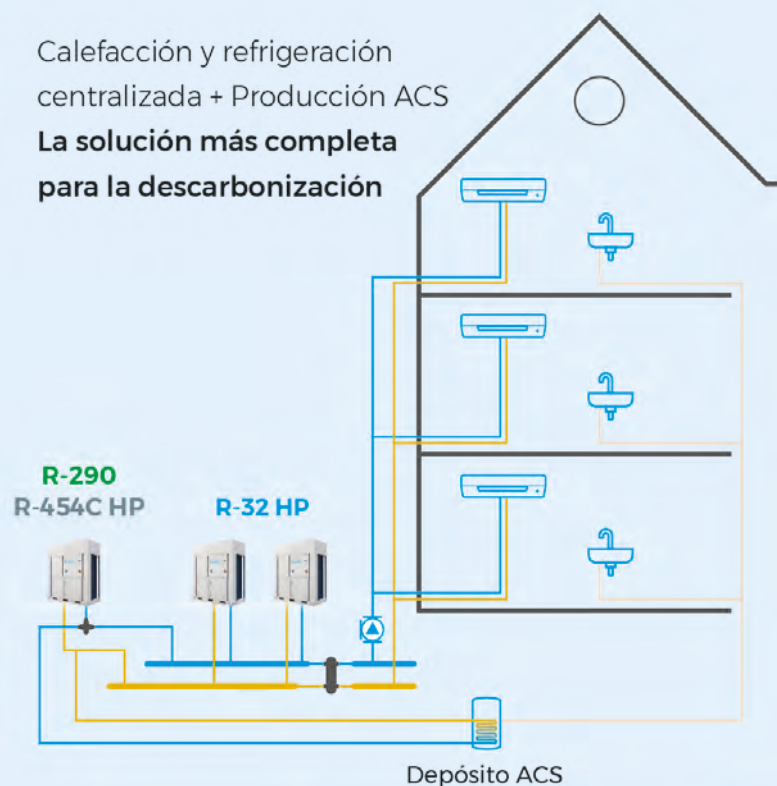 Calefacción y refrigeración
centralizada + Producción ACS
La solución más completa
para la descarbonización
R-290
R-454C HP
R-32 HP
Depósito ACS